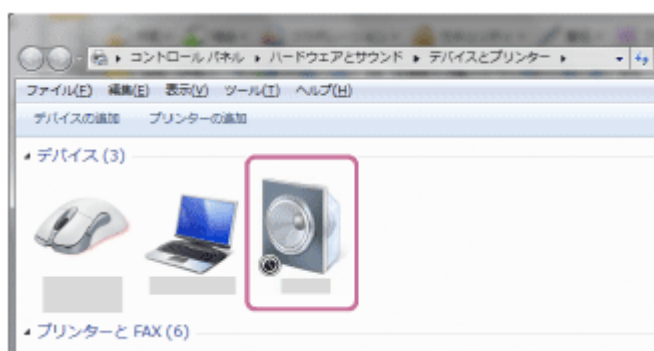 コントロール パネル ▸ ハードウェアとサウンド ▸ デバイスとプリンター ▸
ファイル(F) 編集(E) 表示(V) ツール(T) ヘルプ(H)
デバイスの追加 プリンターの追加
デバイス (3)
プリンターと FAX (6)